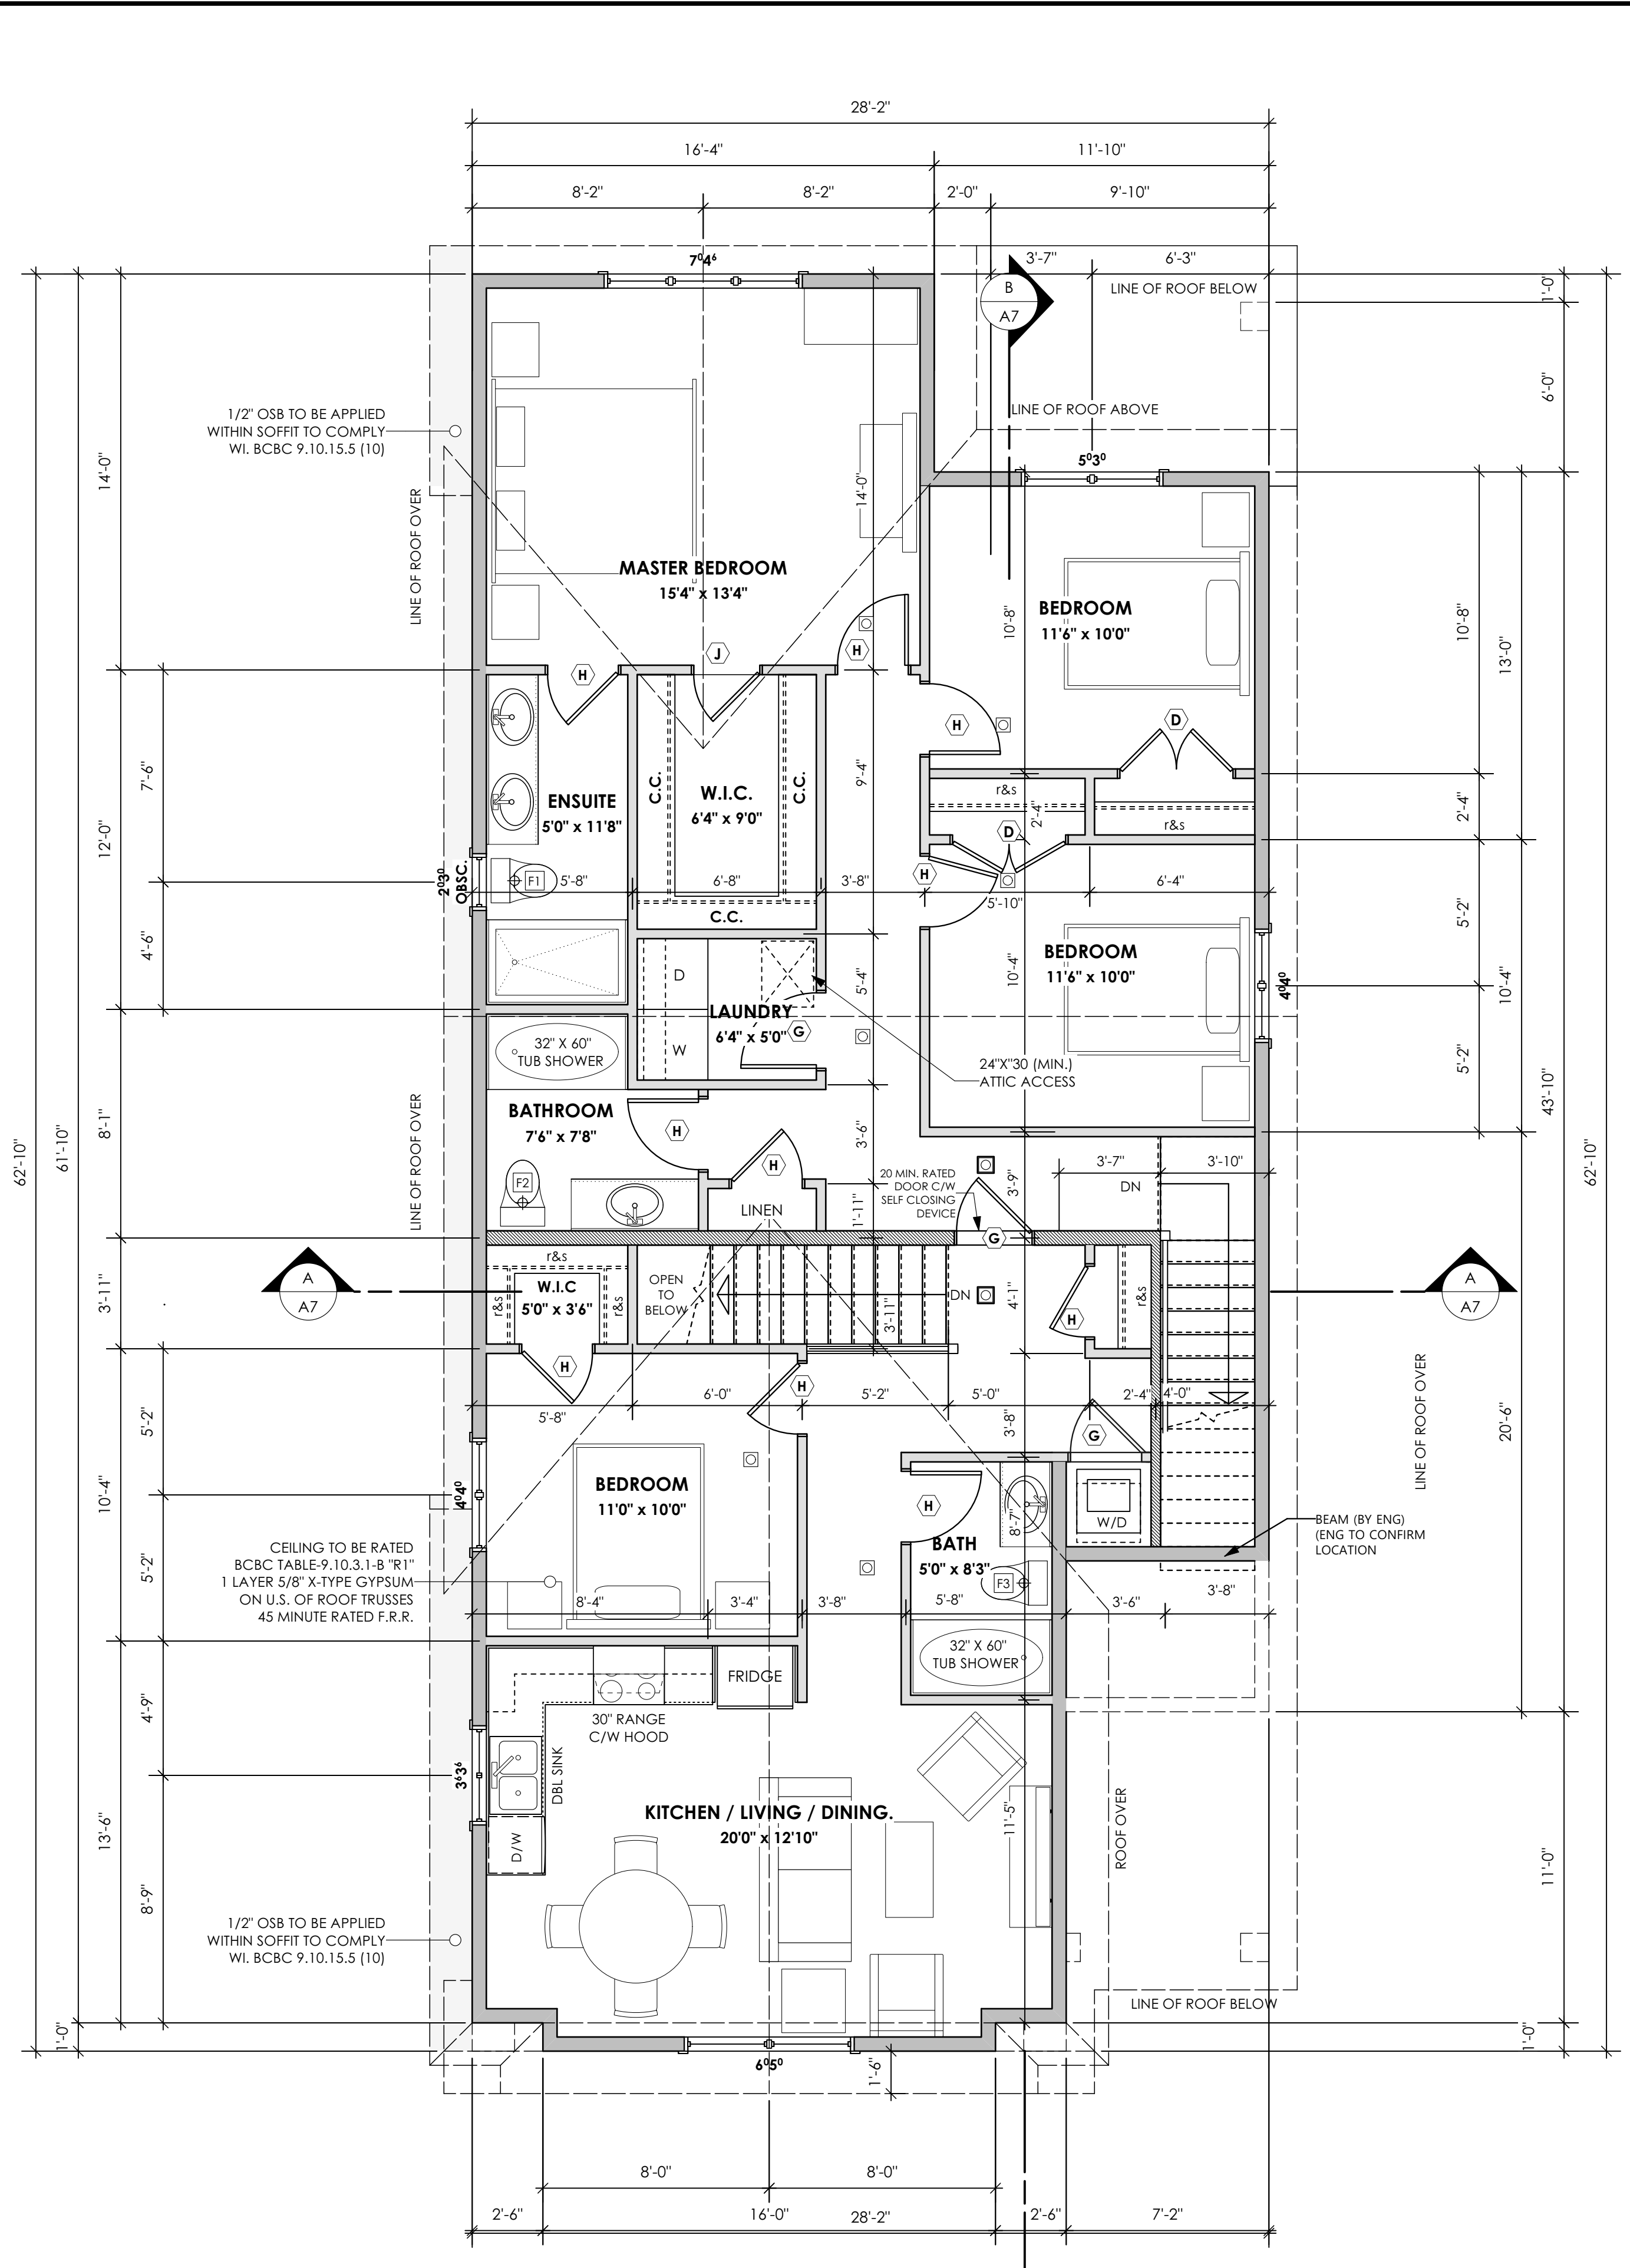 28'-2"
16'-4"
11'-10"
8'-2"
8'-2"
2'-0"
9'-10"
7⁰4⁶
3'-7"
6'-3"
B
A7
LINE OF ROOF BELOW
1'-0"
6'-0"
LINE OF ROOF ABOVE
5⁰3⁰
1/2" OSB TO BE APPLIED
WITHIN SOFFIT TO COMPLY
WI. BCBC 9.10.15.5 (10)
14'-0"
LINE OF ROOF OVER
14'-0"
MASTER BEDROOM
15'4" x 13'4"
BEDROOM
11'6" x 10'0"
10'-8"
10'-8"
13'-0"
H
J
H
H
D
7'-6"
12'-0"
ENSUITE
5'0" x 11'8"
C.C.
W.I.C.
6'4" x 9'0"
C.C.
9'-4"
r&s
2'-4"
D
r&s
2'-4"
2⁰3⁰
OBSC.
F1
5'-8"
6'-8"
3'-8"
H
5'-10"
6'-4"
C.C.
4'-6"
5'-2"
BEDROOM
11'6" x 10'0"
10'-4"
4⁰4⁰
10'-4"
D
5'-4"
LAUNDRY
6'4" x 5'0"
G
W
32" X 60"
TUB SHOWER
24"X"30 (MIN.)
ATTIC ACCESS
5'-2"
43'-10"
62'-10"
61'-10"
62'-10"
8'-1"
LINE OF ROOF OVER
BATHROOM
7'6" x 7'8"
H
H
3'-6"
F2
LINEN
1'-11"
20 MIN. RATED
DOOR C/W
SELF CLOSING
DEVICE
G
3'-9"
3'-7"
3'-10"
DN
A
A7
3'-11"
r&s
W.I.C
5'0" x 3'6"
r&s
r&s
OPEN
TO
BELOW
3'-11"
DN
4'-1"
H
r&s
A
A7
H
H
5'-2"
5'-8"
6'-0"
5'-2"
5'-0"
2'-4"
4'-0"
3'-8"
G
LINE OF ROOF OVER
20'-6"
BEDROOM
11'0" x 10'0"
4⁰4⁰
10'-4"
H
8'-7"
BATH
5'0" x 8'3"
F3
W/D
BEAM (BY ENG)
(ENG TO CONFIRM
LOCATION
CEILING TO BE RATED
BCBC TABLE-9.10.3.1-B "R1"
1 LAYER 5/8" X-TYPE GYPSUM
ON U.S. OF ROOF TRUSSES
45 MINUTE RATED F.R.R.
5'-2"
8'-4"
3'-4"
3'-8"
5'-8"
3'-6"
3'-8"
32" X 60"
TUB SHOWER
FRIDGE
30" RANGE
C/W HOOD
4'-9"
3⁶3⁶
DBL SINK
D/W
KITCHEN / LIVING / DINING.
20'0" x 12'10"
11'-5"
ROOF OVER
13'-6"
8'-9"
11'-0"
1/2" OSB TO BE APPLIED
WITHIN SOFFIT TO COMPLY
WI. BCBC 9.10.15.5 (10)
LINE OF ROOF BELOW
1'-0"
1'-0"
6⁰5⁰
1'-6"
8'-0"
8'-0"
2'-6"
16'-0"
28'-2"
2'-6"
7'-2"